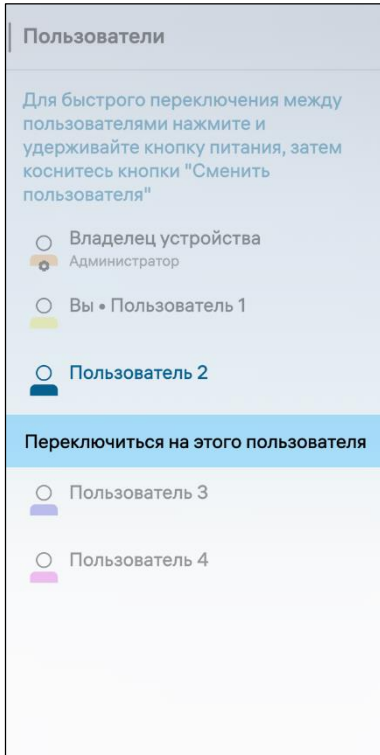 Пользователи
Для быстрого переключения между
пользователями нажмите и
удерживайте кнопку питания, затем
коснитесь кнопки "Сменить
пользователя"
Владелец устройства
Администратор
Вы • Пользователь 1
Пользователь 2
Переключиться на этого пользователя
Пользователь 3
Пользователь 4